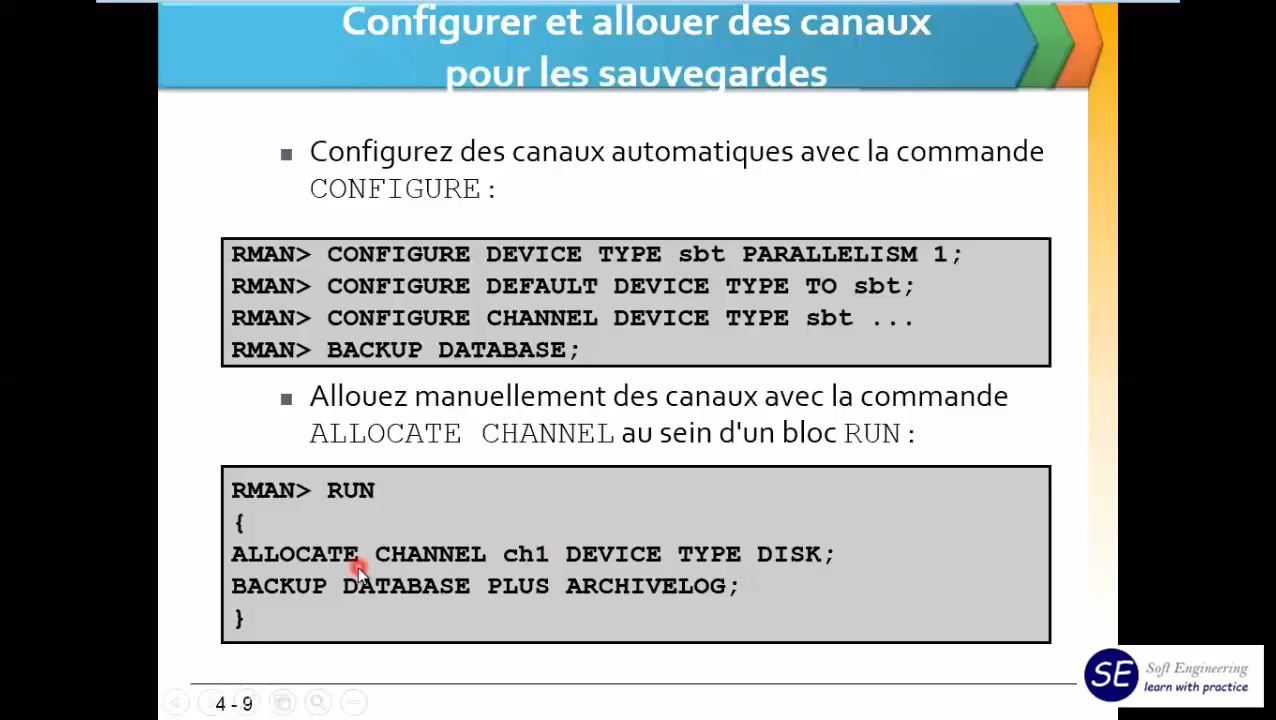 Configurer et allouer des canaux
pour les sauvegardes
Configurez des canaux automatiques avec la commande
CONFIGURE :
RMAN> CONFIGURE DEVICE TYPE sbt PARALLELISM 1;
RMAN> CONFIGURE DEFAULT DEVICE TYPE TO sbt;
RMAN> CONFIGURE CHANNEL DEVICE TYPE sbt ...
RMAN> BACKUP DATABASE;
Allouez manuellement des canaux avec la commande
ALLOCATE CHANNEL au sein d'un bloc RUN :
RMAN> RUN
{
ALLOCATE CHANNEL ch1 DEVICE TYPE DISK;
BACKUP DATABASE PLUS ARCHIVELOG;
}
4 - 9
SE Soft Engineering
learn with practice